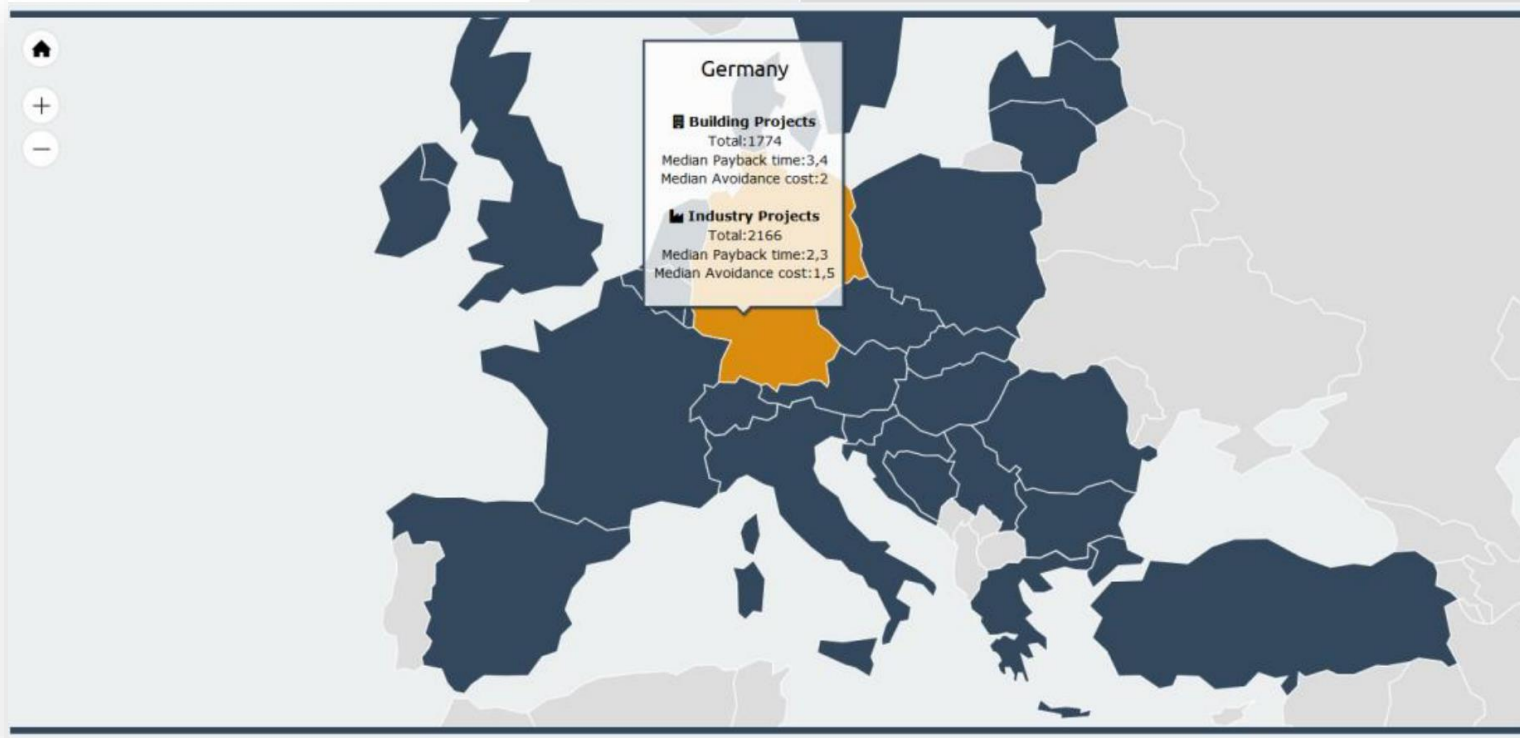 Germany
Building Projects
Total:1774
Median Payback time:3,4
Median Avoidance cost:2
Industry Projects
Total:2166
Median Payback time:2,3
Median Avoidance cost:1,5